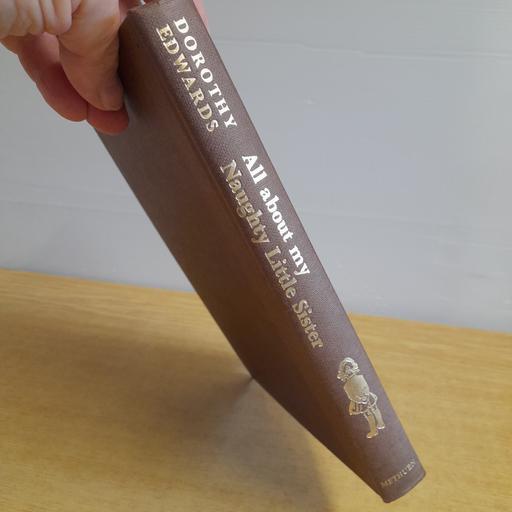 DOROTHY
EDWARDS
All about my
Naughty Little Sister
METHUEN